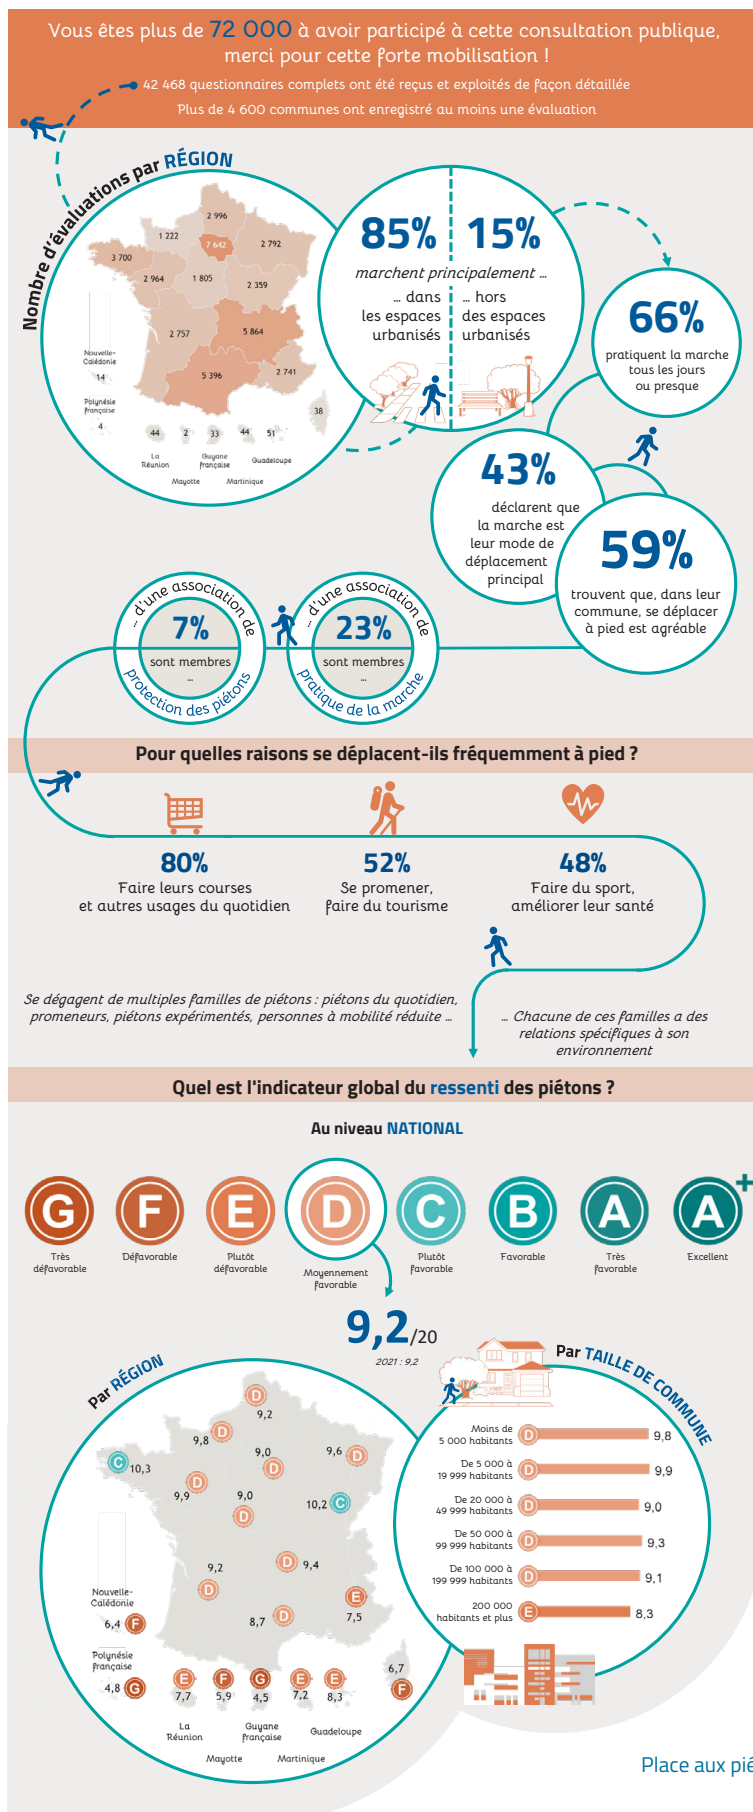 Vous êtes plus de 72 000 à avoir participé à cette consultation publique,
merci pour cette forte mobilisation !
42 468 questionnaires complets ont été reçus et exploités de façon détaillée
Plus de 4 600 communes ont enregistré au moins une évaluation
Nombre d'évaluations par RÉGION
2 996
1 222
7 642
2 792
3 700
2 964
1 805
2 359
2 757
5 864
5 396
2 741
38
Nouvelle-
Calédonie
14
Polynésie
française
4
44
2
33
44
51
La
Réunion
Guyane
française
Guadeloupe
Mayotte
Martinique
85%
15%
marchent principalement ...
... dans
les espaces
urbanisés
... hors
des espaces
urbanisés
66%
pratiquent la marche
tous les jours
ou presque
43%
déclarent que
la marche est
leur mode de
déplacement
principal
59%
trouvent que, dans leur
commune, se déplacer
à pied est agréable
... d'une association de
7%
sont membres
...
protection des piétons
... d'une association de
23%
sont membres
...
pratique de la marche
Pour quelles raisons se déplacent-ils fréquemment à pied ?
80%
Faire leurs courses
et autres usages du quotidien
52%
Se promener,
faire du tourisme
48%
Faire du sport,
améliorer leur santé
Se dégagent de multiples familles de piétons : piétons du quotidien,
promeneurs, piétons expérimentés, personnes à mobilité réduite ...
... Chacune de ces familles a des
relations spécifiques à son
environnement
Quel est l'indicateur global du ressenti des piétons ?
Au niveau NATIONAL
G
F
E
D
C
B
A
A+
Très
défavorable
Défavorable
Plutôt
défavorable
Moyennement
favorable
Plutôt
favorable
Favorable
Très
favorable
Excellent
9,2/20
2021 : 9,2
Par RÉGION
D
9,2
9,8
D
9,0
D
9,6
D
C
10,3
D
9,9
9,0
D
10,2
C
9,2
D
D
9,4
8,7
D
E
7,5
6,7
F
Nouvelle-
Calédonie
6,4
F
Polynésie
française
4,8
G
E
F
G
E
E
7,7
5,9
4,5
7,2
8,3
La
Réunion
Guyane
française
Guadeloupe
Mayotte
Martinique
Par TAILLE DE COMMUNE
Moins de
5 000 habitants
D
9,8
De 5 000 à
19 999 habitants
D
9,9
De 20 000 à
49 999 habitants
D
9,0
De 50 000 à
99 999 habitants
D
9,3
De 100 000 à
199 999 habitants
D
9,1
200 000
habitants et plus
E
8,3
Place aux pié